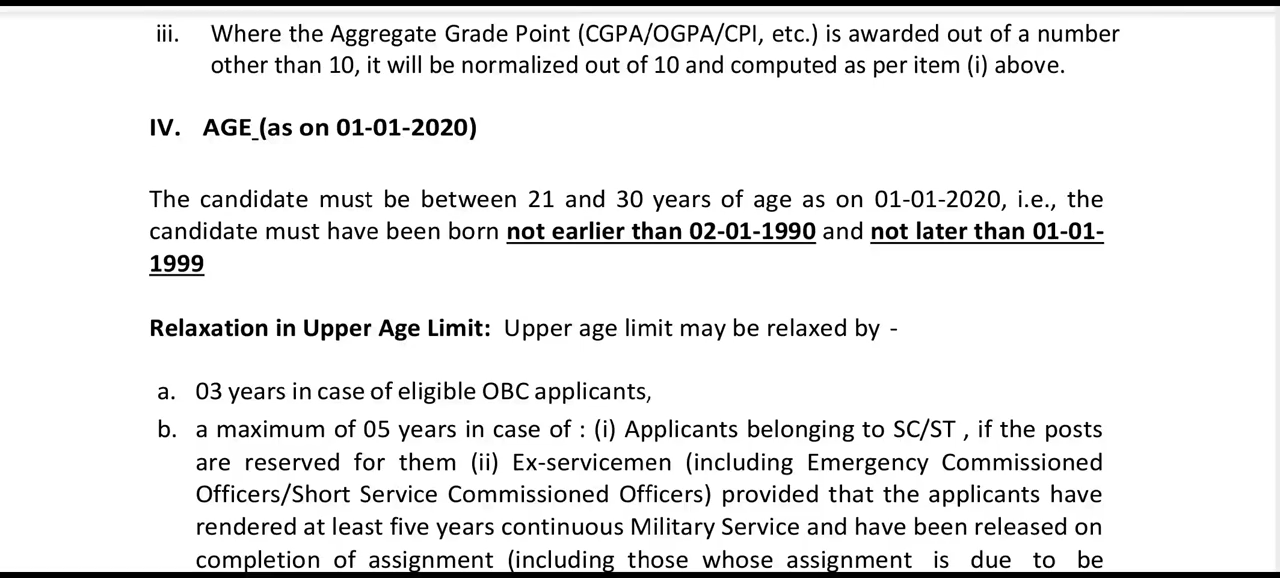 iii. Where the Aggregate Grade Point (CGPA/OGPA/CPI, etc.) is awarded out of a number
other than 10, it will be normalized out of 10 and computed as per item (i) above.
IV. AGE (as on 01-01-2020)
The candidate must be between 21 and 30 years of age as on 01-01-2020, i.e., the
candidate must have been born not earlier than 02-01-1990 and not later than 01-01-
1999
Relaxation in Upper Age Limit: Upper age limit may be relaxed by -
a. 03 years in case of eligible OBC applicants,
b. a maximum of 05 years in case of : (i) Applicants belonging to SC/ST , if the posts
are reserved for them (ii) Ex-servicemen (including Emergency Commissioned
Officers/Short Service Commissioned Officers) provided that the applicants have
rendered at least five years continuous Military Service and have been released on
completion of assignment (including those whose assignment is due to be